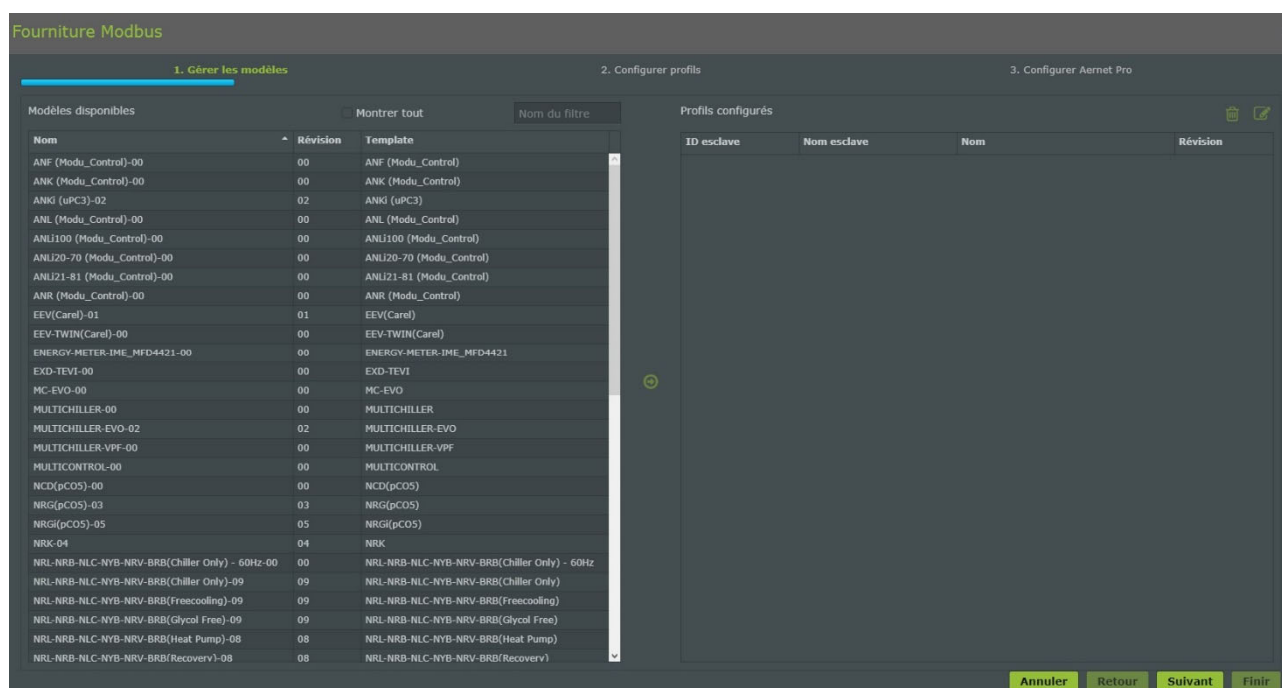 Fourniture Modbus
1. Gérer les modèles 2. Configurer profils 3. Configurer Aernet Pro
Modèles disponibles Montrer tout Nom du filtre
Nom Révision Template
ANF (Modu_Control)-00 00 ANF (Modu_Control)
ANK (Modu_Control)-00 00 ANK (Modu_Control)
ANKi (uPC3)-02 02 ANKi (uPC3)
ANL (Modu_Control)-00 00 ANL (Modu_Control)
ANLi100 (Modu_Control)-00 00 ANLi100 (Modu_Control)
ANLi20-70 (Modu_Control)-00 00 ANLi20-70 (Modu_Control)
ANLi21-81 (Modu_Control)-00 00 ANLi21-81 (Modu_Control)
ANR (Modu_Control)-00 00 ANR (Modu_Control)
EEV(Carel)-01 01 EEV(Carel)
EEV-TWIN(Carel)-00 00 EEV-TWIN(Carel)
ENERGY-METER-IME_MFD4421-00 00 ENERGY-METER-IME_MFD4421
EXD-TEVI-00 00 EXD-TEVI
MC-EVO-00 00 MC-EVO
MULTICHILLER-00 00 MULTICHILLER
MULTICHILLER-EVO-02 02 MULTICHILLER-EVO
MULTICHILLER-VPF-00 00 MULTICHILLER-VPF
MULTICONTROL-00 00 MULTICONTROL
NCD(pCO5)-00 00 NCD(pCO5)
NRG(pCO5)-03 03 NRG(pCO5)
NRGi(pCO5)-05 05 NRGi(pCO5)
NRK-04 04 NRK
NRL-NRB-NLC-NYB-NRV-BRB(Chiller Only) - 60Hz-00 00 NRL-NRB-NLC-NYB-NRV-BRB(Chiller Only) - 60Hz
NRL-NRB-NLC-NYB-NRV-BRB(Chiller Only)-09 09 NRL-NRB-NLC-NYB-NRV-BRB(Chiller Only)
NRL-NRB-NLC-NYB-NRV-BRB(Freecooling)-09 09 NRL-NRB-NLC-NYB-NRV-BRB(Freecooling)
NRL-NRB-NLC-NYB-NRV-BRB(Glycol Free)-09 09 NRL-NRB-NLC-NYB-NRV-BRB(Glycol Free)
NRL-NRB-NLC-NYB-NRV-BRB(Heat Pump)-08 08 NRL-NRB-NLC-NYB-NRV-BRB(Heat Pump)
NRL-NRB-NLC-NYB-NRV-BRB(Recovery)-08 08 NRL-NRB-NLC-NYB-NRV-BRB(Recovery)
Profils configurés
ID esclave Nom esclave Nom Révision
Annuler Retour Suivant Finir